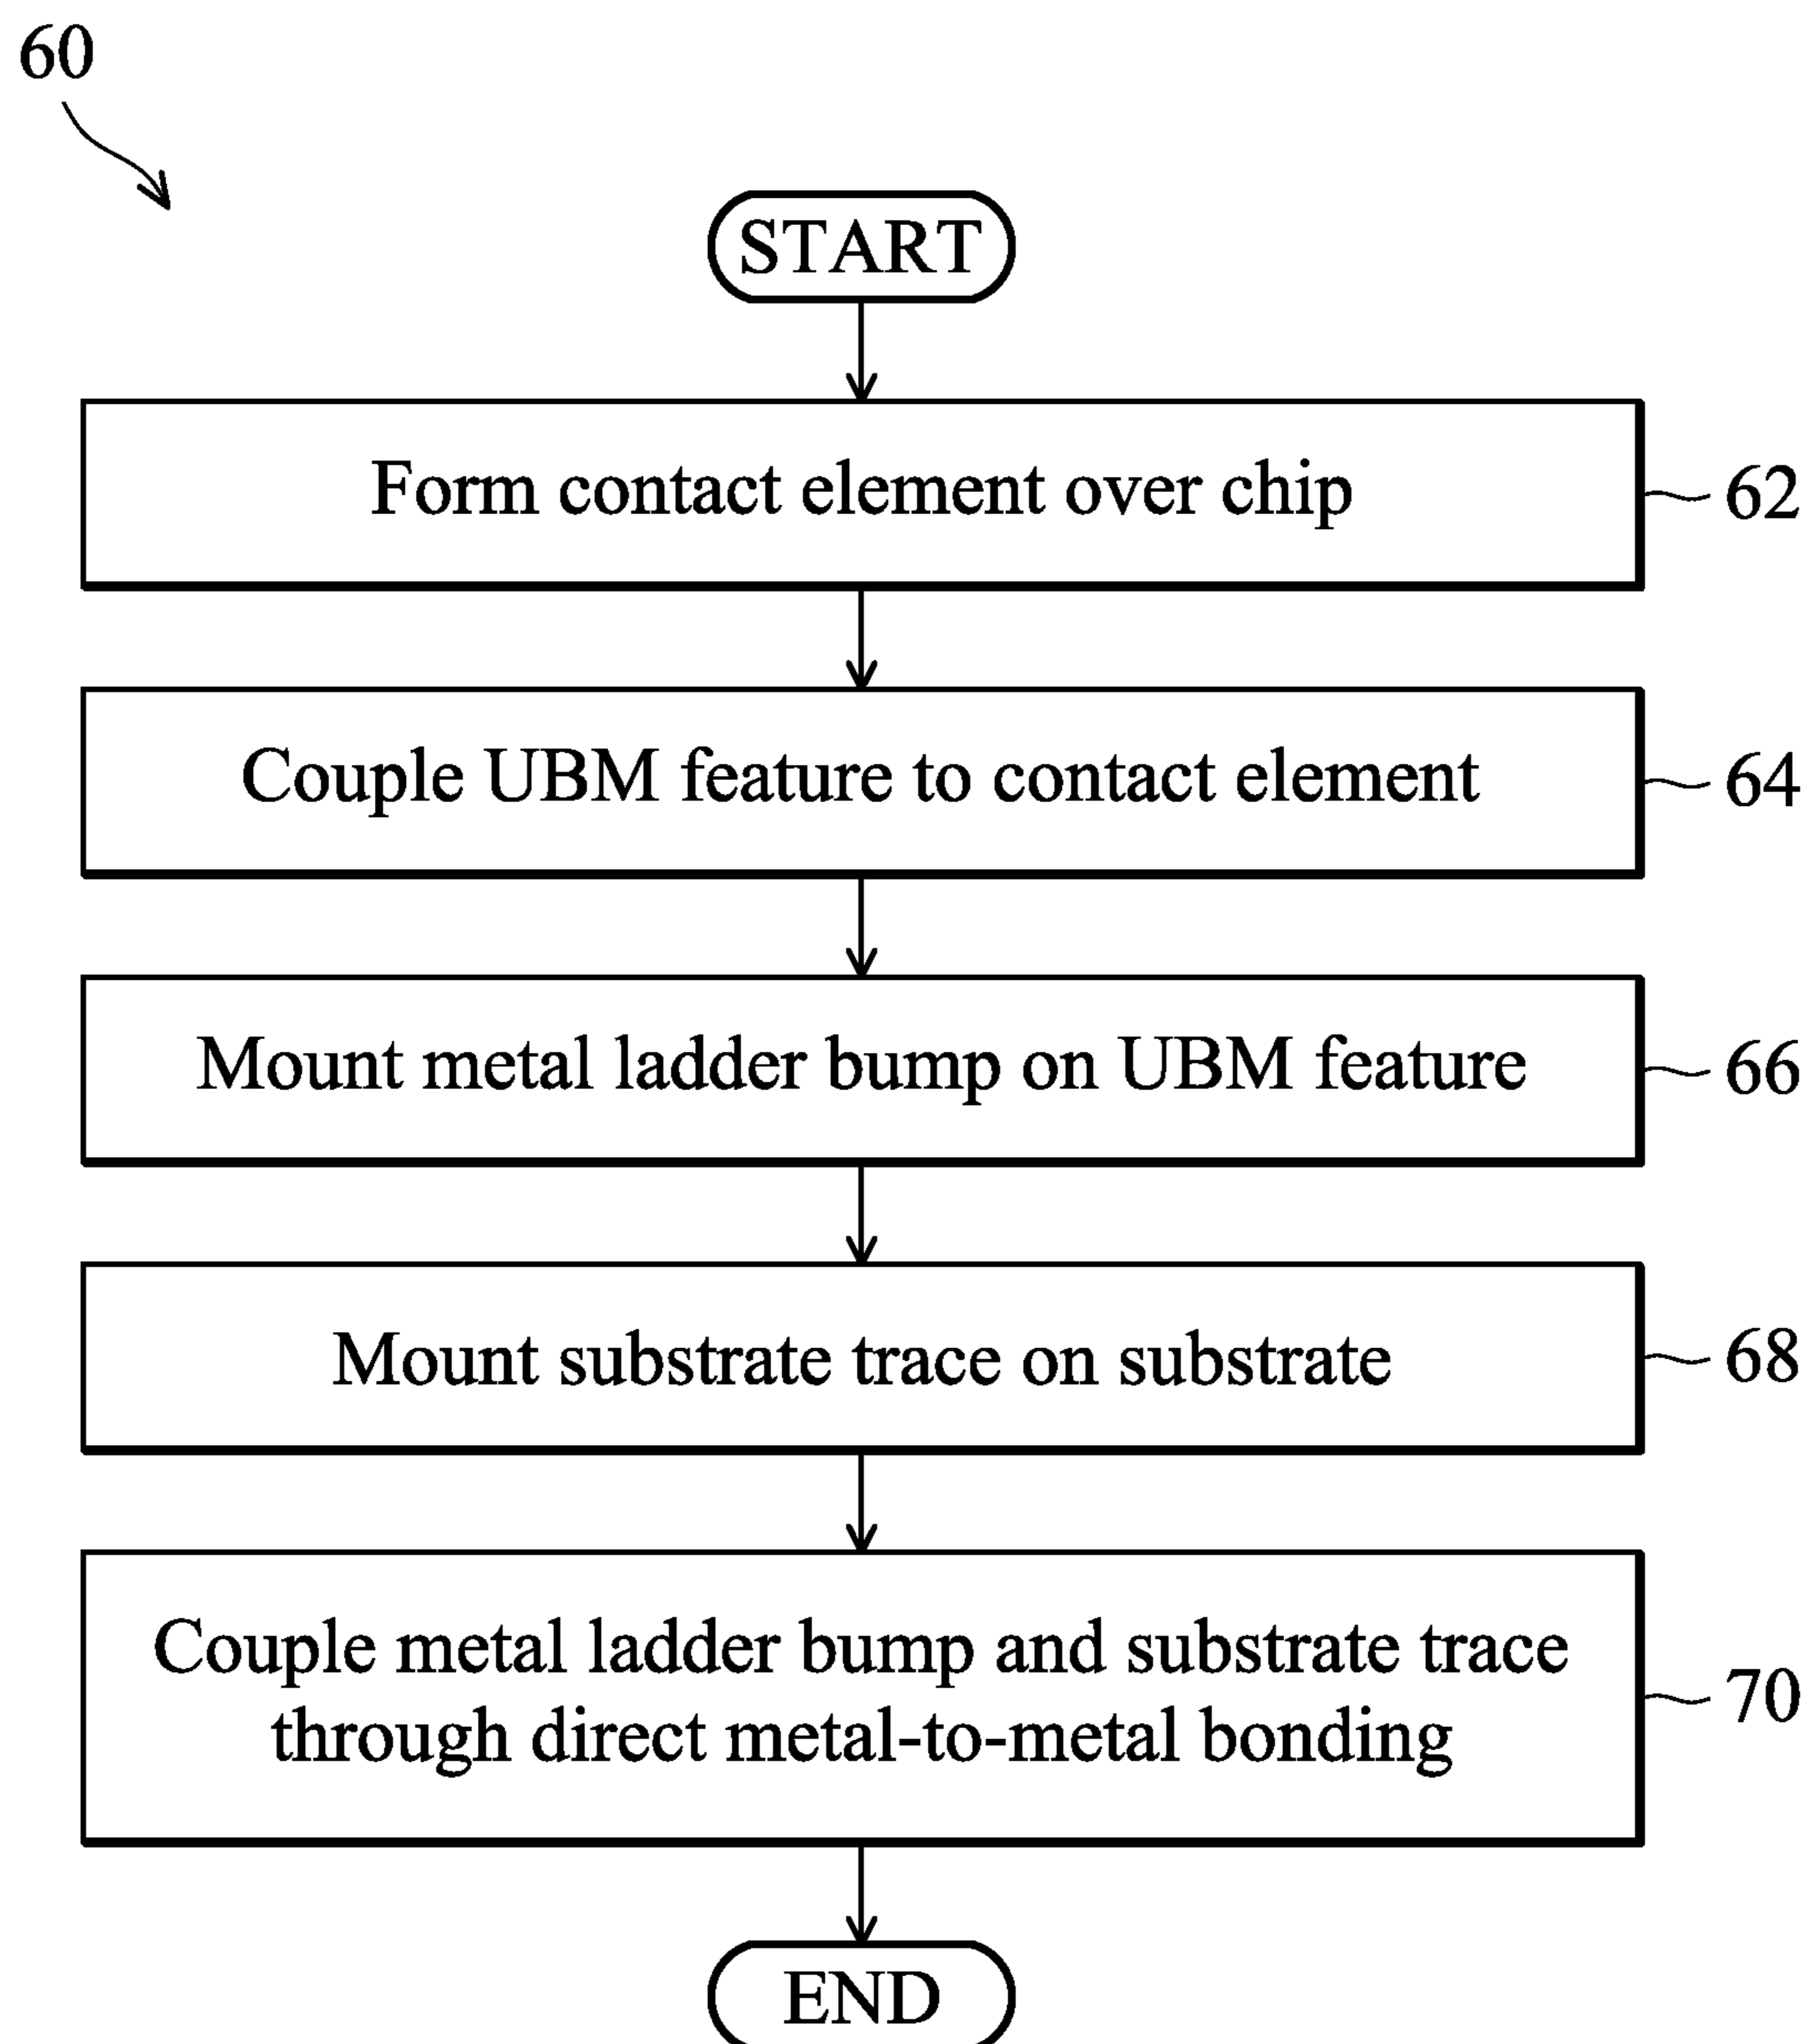 60
START
Form contact element over chip
62
Couple UBM feature to contact element
64
Mount metal ladder bump on UBM feature
66
Mount substrate trace on substrate
68
Couple metal ladder bump and substrate trace
through direct metal-to-metal bonding
70
END